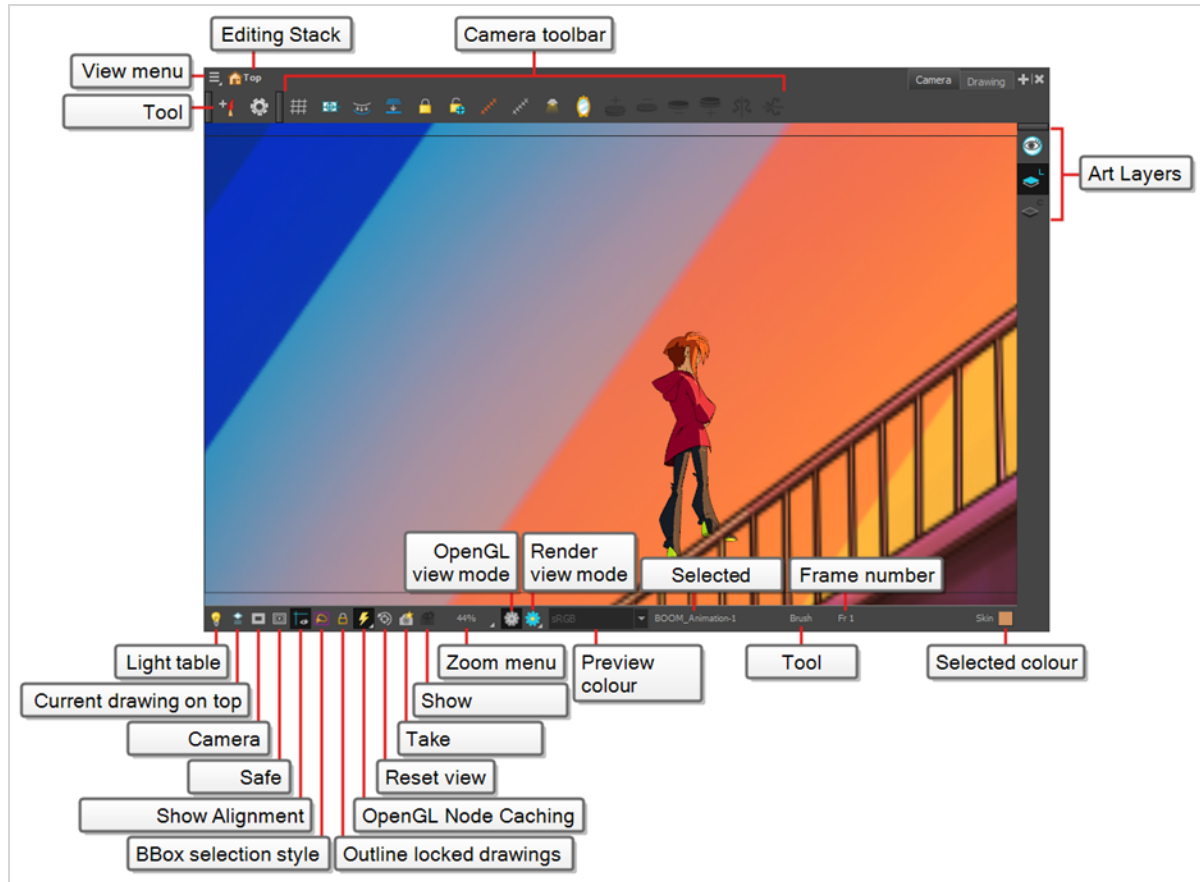 Editing Stack
Camera toolbar
View menu
Tool
Top
Camera
Drawing
Art Layers
L
C
OpenGL
view mode
Render
view mode
Selected
Frame number
44%
sRGB
BOOM_Animation-1
Brush
Fr 1
Skin
Light table
Zoom menu
Preview
colour
Tool
Selected colour
Current drawing on top
Show
Camera
Take
Safe
Reset view
Show Alignment
OpenGL Node Caching
BBox selection style
Outline locked drawings